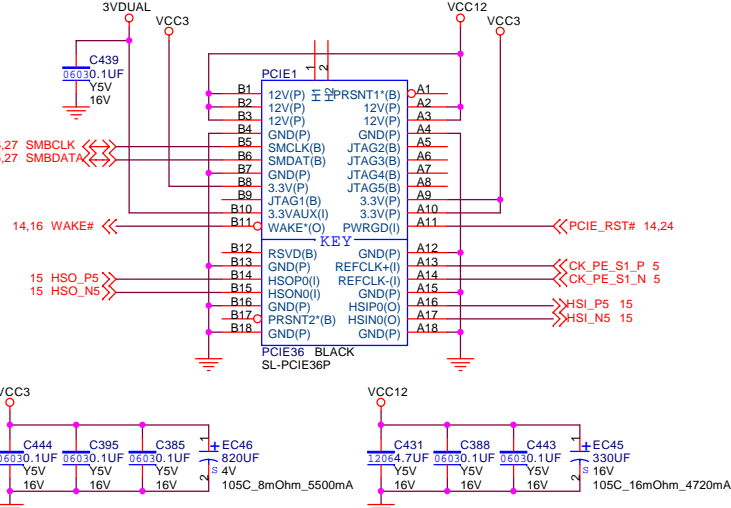 3VDUAL
VCC3
VCC12
VCC3
C439
0603 0.1UF
Y5V
16V
PCIE1
1
2
H1
H2
B1 12V(P) PRSNT1*(B) A1
B2 12V(P) 12V(P) A2
B3 12V(P) 12V(P) A3
B4 GND(P) GND(P) A4
,27 SMBCLK B5 SMCLK(B) JTAG2(B) A5
,27 SMBDATA B6 SMDAT(B) JTAG3(B) A6
B7 GND(P) JTAG4(B) A7
B8 3.3V(P) JTAG5(B) A8
B9 JTAG1(B) 3.3V(P) A9
B10 3.3VAUX(I) 3.3V(P) A10
14,16 WAKE# B11 WAKE*(O) PWRGD(I) A11 PCIE_RST# 14,24
KEY
B12 RSVD(B) GND(P) A12
B13 GND(P) REFCLK+(I) A13 CK_PE_S1_P 5
15 HSO_P5 B14 HSOP0(I) REFCLK-(I) A14 CK_PE_S1_N 5
15 HSO_N5 B15 HSON0(I) GND(P) A15
B16 GND(P) HSIP0(O) A16 HSI_P5 15
B17 PRSNT2*(B) HSIN0(O) A17 HSI_N5 15
B18 GND(P) GND(P) A18
PCIE36 BLACK
SL-PCIE36P
VCC3
C444
0603 0.1UF
Y5V
16V
C395
0603 0.1UF
Y5V
16V
C385
0603 0.1UF
Y5V
16V
1
2
+
S
EC46
820UF
4V
105C_8mOhm_5500mA
VCC12
C431
1206 4.7UF
Y5V
16V
C388
0603 0.1UF
Y5V
16V
C443
0603 0.1UF
Y5V
16V
1
2
+
S
EC45
330UF
16V
105C_16mOhm_4720mA